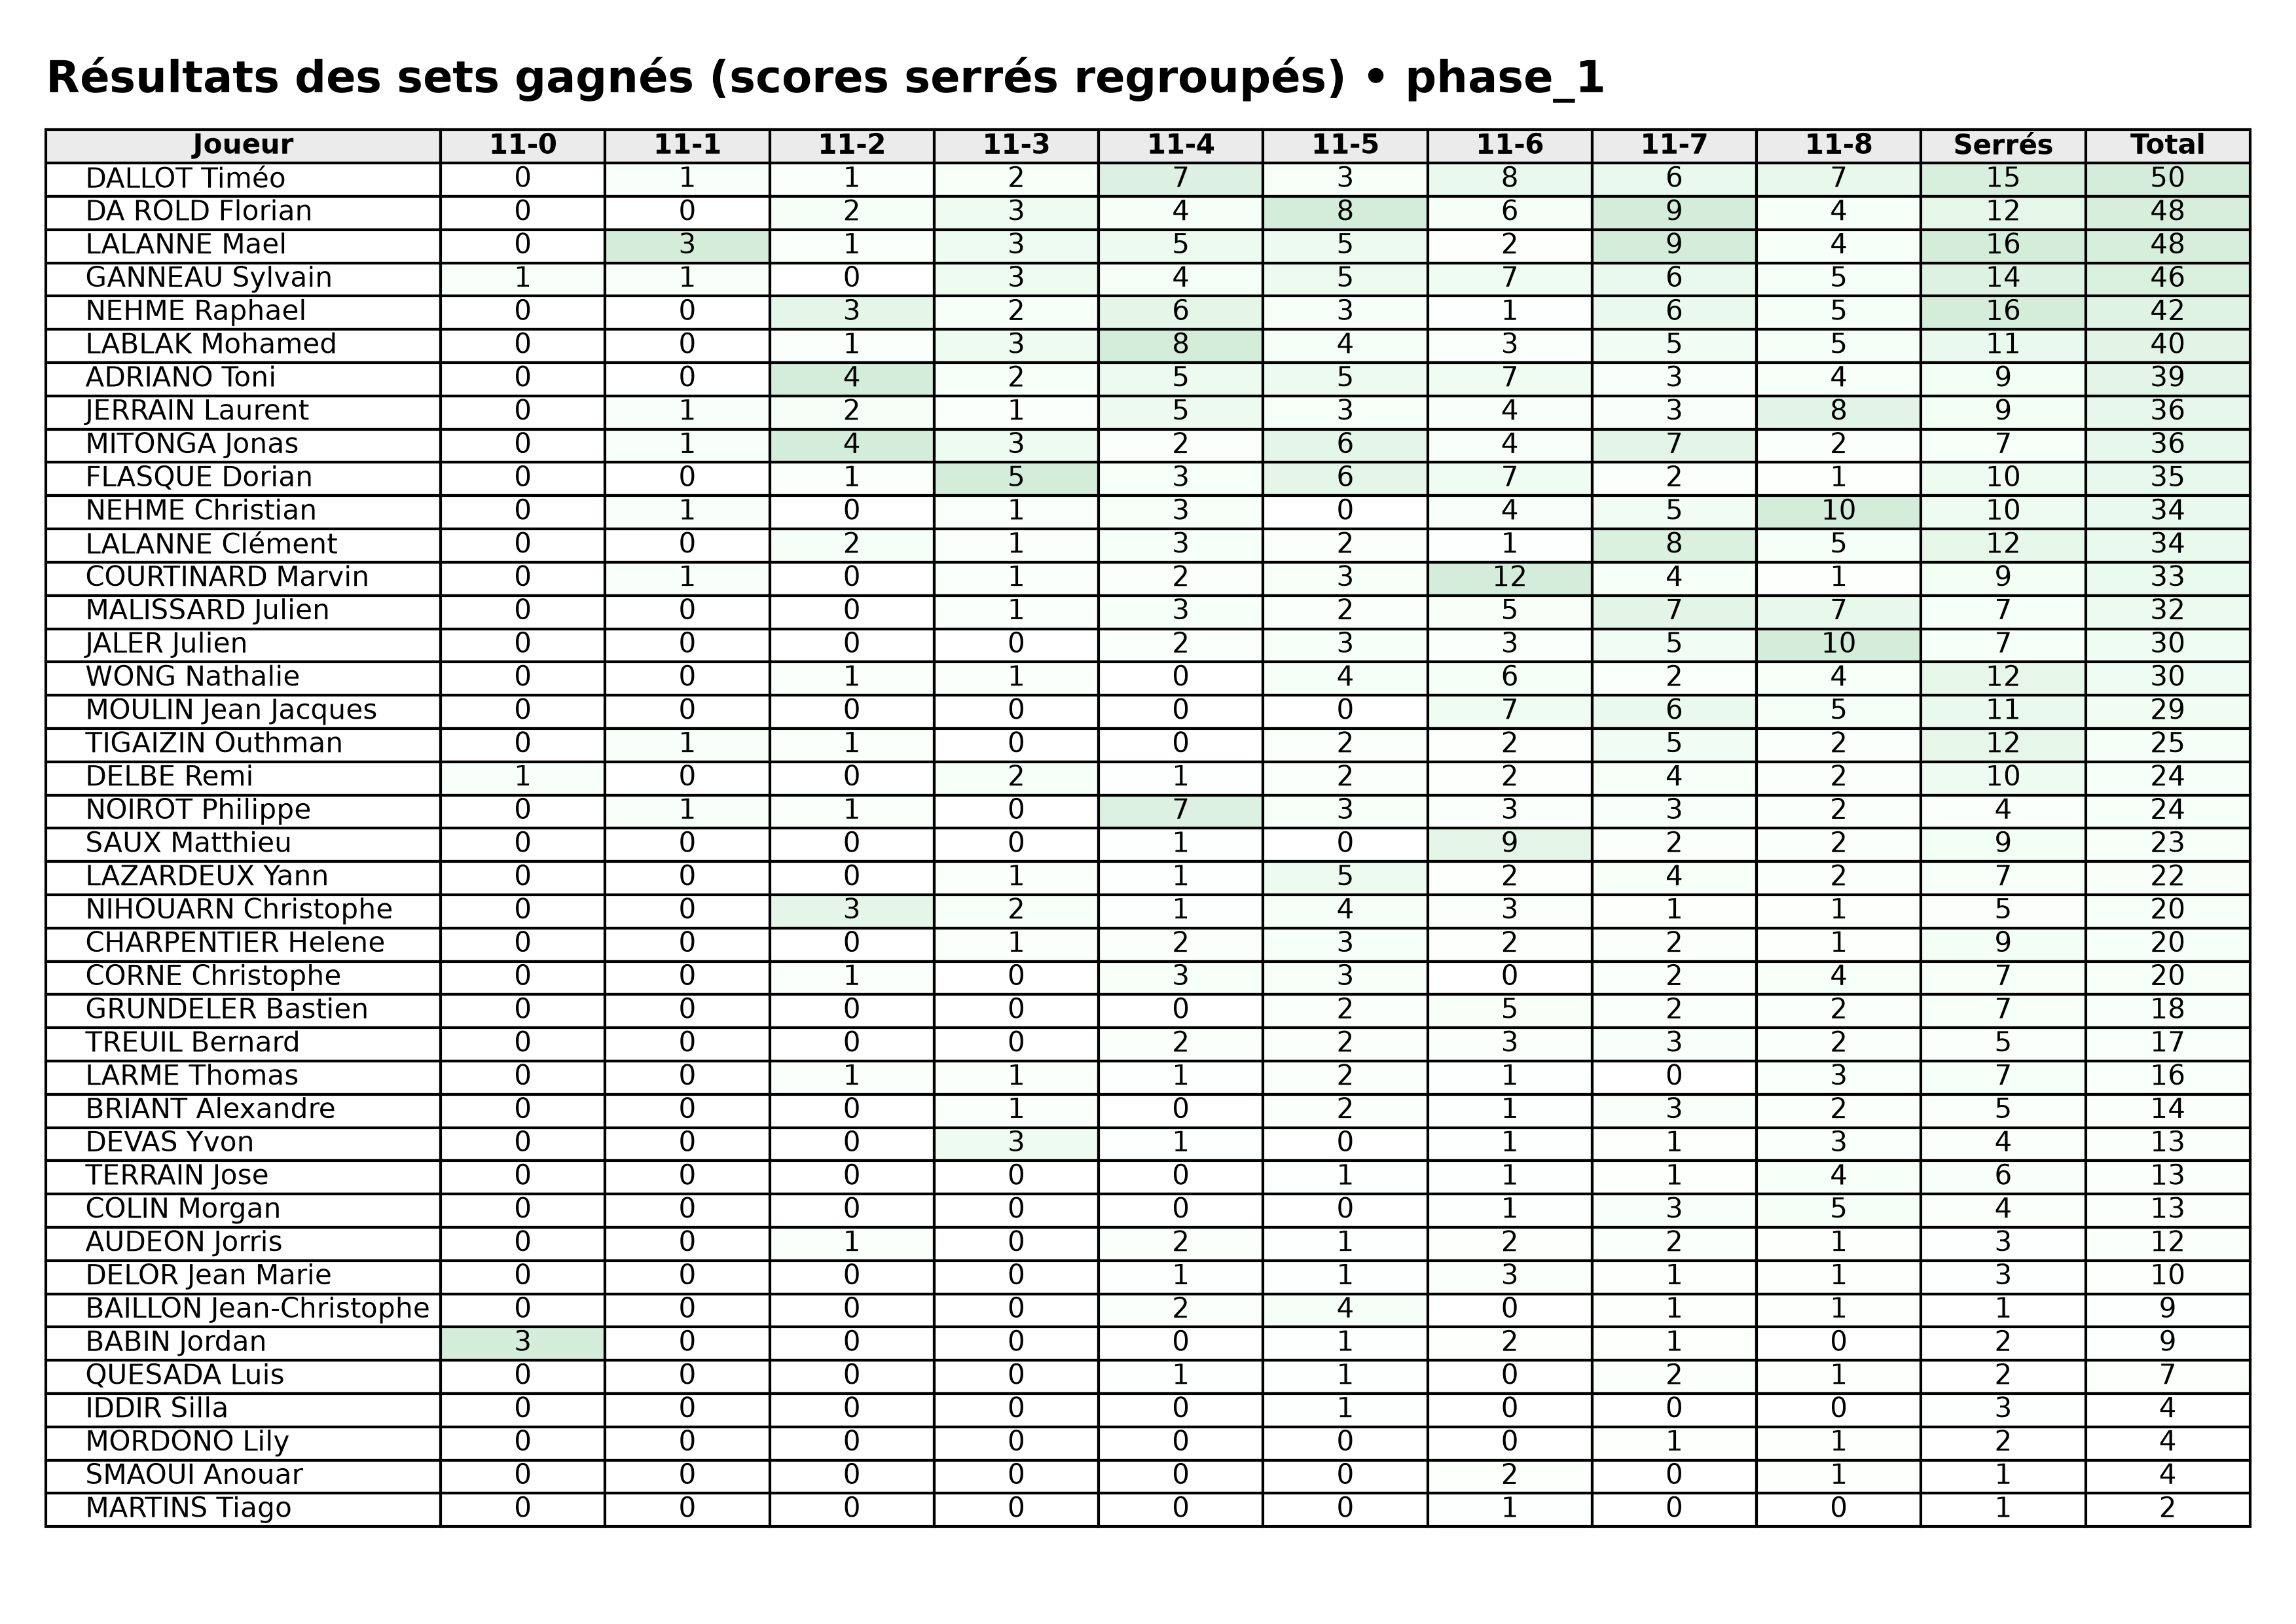 Résultats des sets gagnés (scores serrés regroupés) • phase_1
Joueur 11-0 11-1 11-2 11-3 11-4 11-5 11-6 11-7 11-8 Serrés Total
DALLOT Timéo 0 1 1 2 7 3 8 6 7 15 50
DA ROLD Florian 0 0 2 3 4 8 6 9 4 12 48
LALANNE Mael 0 3 1 3 5 5 2 9 4 16 48
GANNEAU Sylvain 1 1 0 3 4 5 7 6 5 14 46
NEHME Raphael 0 0 3 2 6 3 1 6 5 16 42
LABLAK Mohamed 0 0 1 3 8 4 3 5 5 11 40
ADRIANO Toni 0 0 4 2 5 5 7 3 4 9 39
JERRAIN Laurent 0 1 2 1 5 3 4 3 8 9 36
MITONGA Jonas 0 1 4 3 2 6 4 7 2 7 36
FLASQUE Dorian 0 0 1 5 3 6 7 2 1 10 35
NEHME Christian 0 1 0 1 3 0 4 5 10 10 34
LALANNE Clément 0 0 2 1 3 2 1 8 5 12 34
COURTINARD Marvin 0 1 0 1 2 3 12 4 1 9 33
MALISSARD Julien 0 0 0 1 3 2 5 7 7 7 32
JALER Julien 0 0 0 0 2 3 3 5 10 7 30
WONG Nathalie 0 0 1 1 0 4 6 2 4 12 30
MOULIN Jean Jacques 0 0 0 0 0 0 7 6 5 11 29
TIGAIZIN Outhman 0 1 1 0 0 2 2 5 2 12 25
DELBE Remi 1 0 0 2 1 2 2 4 2 10 24
NOIROT Philippe 0 1 1 0 7 3 3 3 2 4 24
SAUX Matthieu 0 0 0 0 1 0 9 2 2 9 23
LAZARDEUX Yann 0 0 0 1 1 5 2 4 2 7 22
NIHOUARN Christophe 0 0 3 2 1 4 3 1 1 5 20
CHARPENTIER Helene 0 0 0 1 2 3 2 2 1 9 20
CORNE Christophe 0 0 1 0 3 3 0 2 4 7 20
GRUNDELER Bastien 0 0 0 0 0 2 5 2 2 7 18
TREUIL Bernard 0 0 0 0 2 2 3 3 2 5 17
LARME Thomas 0 0 1 1 1 2 1 0 3 7 16
BRIANT Alexandre 0 0 0 1 0 2 1 3 2 5 14
DEVAS Yvon 0 0 0 3 1 0 1 1 3 4 13
TERRAIN Jose 0 0 0 0 0 1 1 1 4 6 13
COLIN Morgan 0 0 0 0 0 0 1 3 5 4 13
AUDEON Jorris 0 0 1 0 2 1 2 2 1 3 12
DELOR Jean Marie 0 0 0 0 1 1 3 1 1 3 10
BAILLON Jean-Christophe 0 0 0 0 2 4 0 1 1 1 9
BABIN Jordan 3 0 0 0 0 1 2 1 0 2 9
QUESADA Luis 0 0 0 0 1 1 0 2 1 2 7
IDDIR Silla 0 0 0 0 0 1 0 0 0 3 4
MORDONO Lily 0 0 0 0 0 0 0 1 1 2 4
SMAOUI Anouar 0 0 0 0 0 0 2 0 1 1 4
MARTINS Tiago 0 0 0 0 0 0 1 0 0 1 2